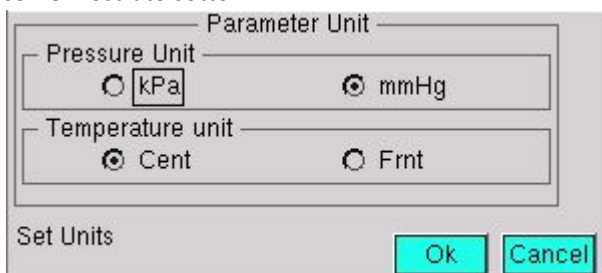 Parameter Unit
Pressure Unit
kPa mmHg
Temperature unit
Cent Frnt
Set Units
Ok Cancel